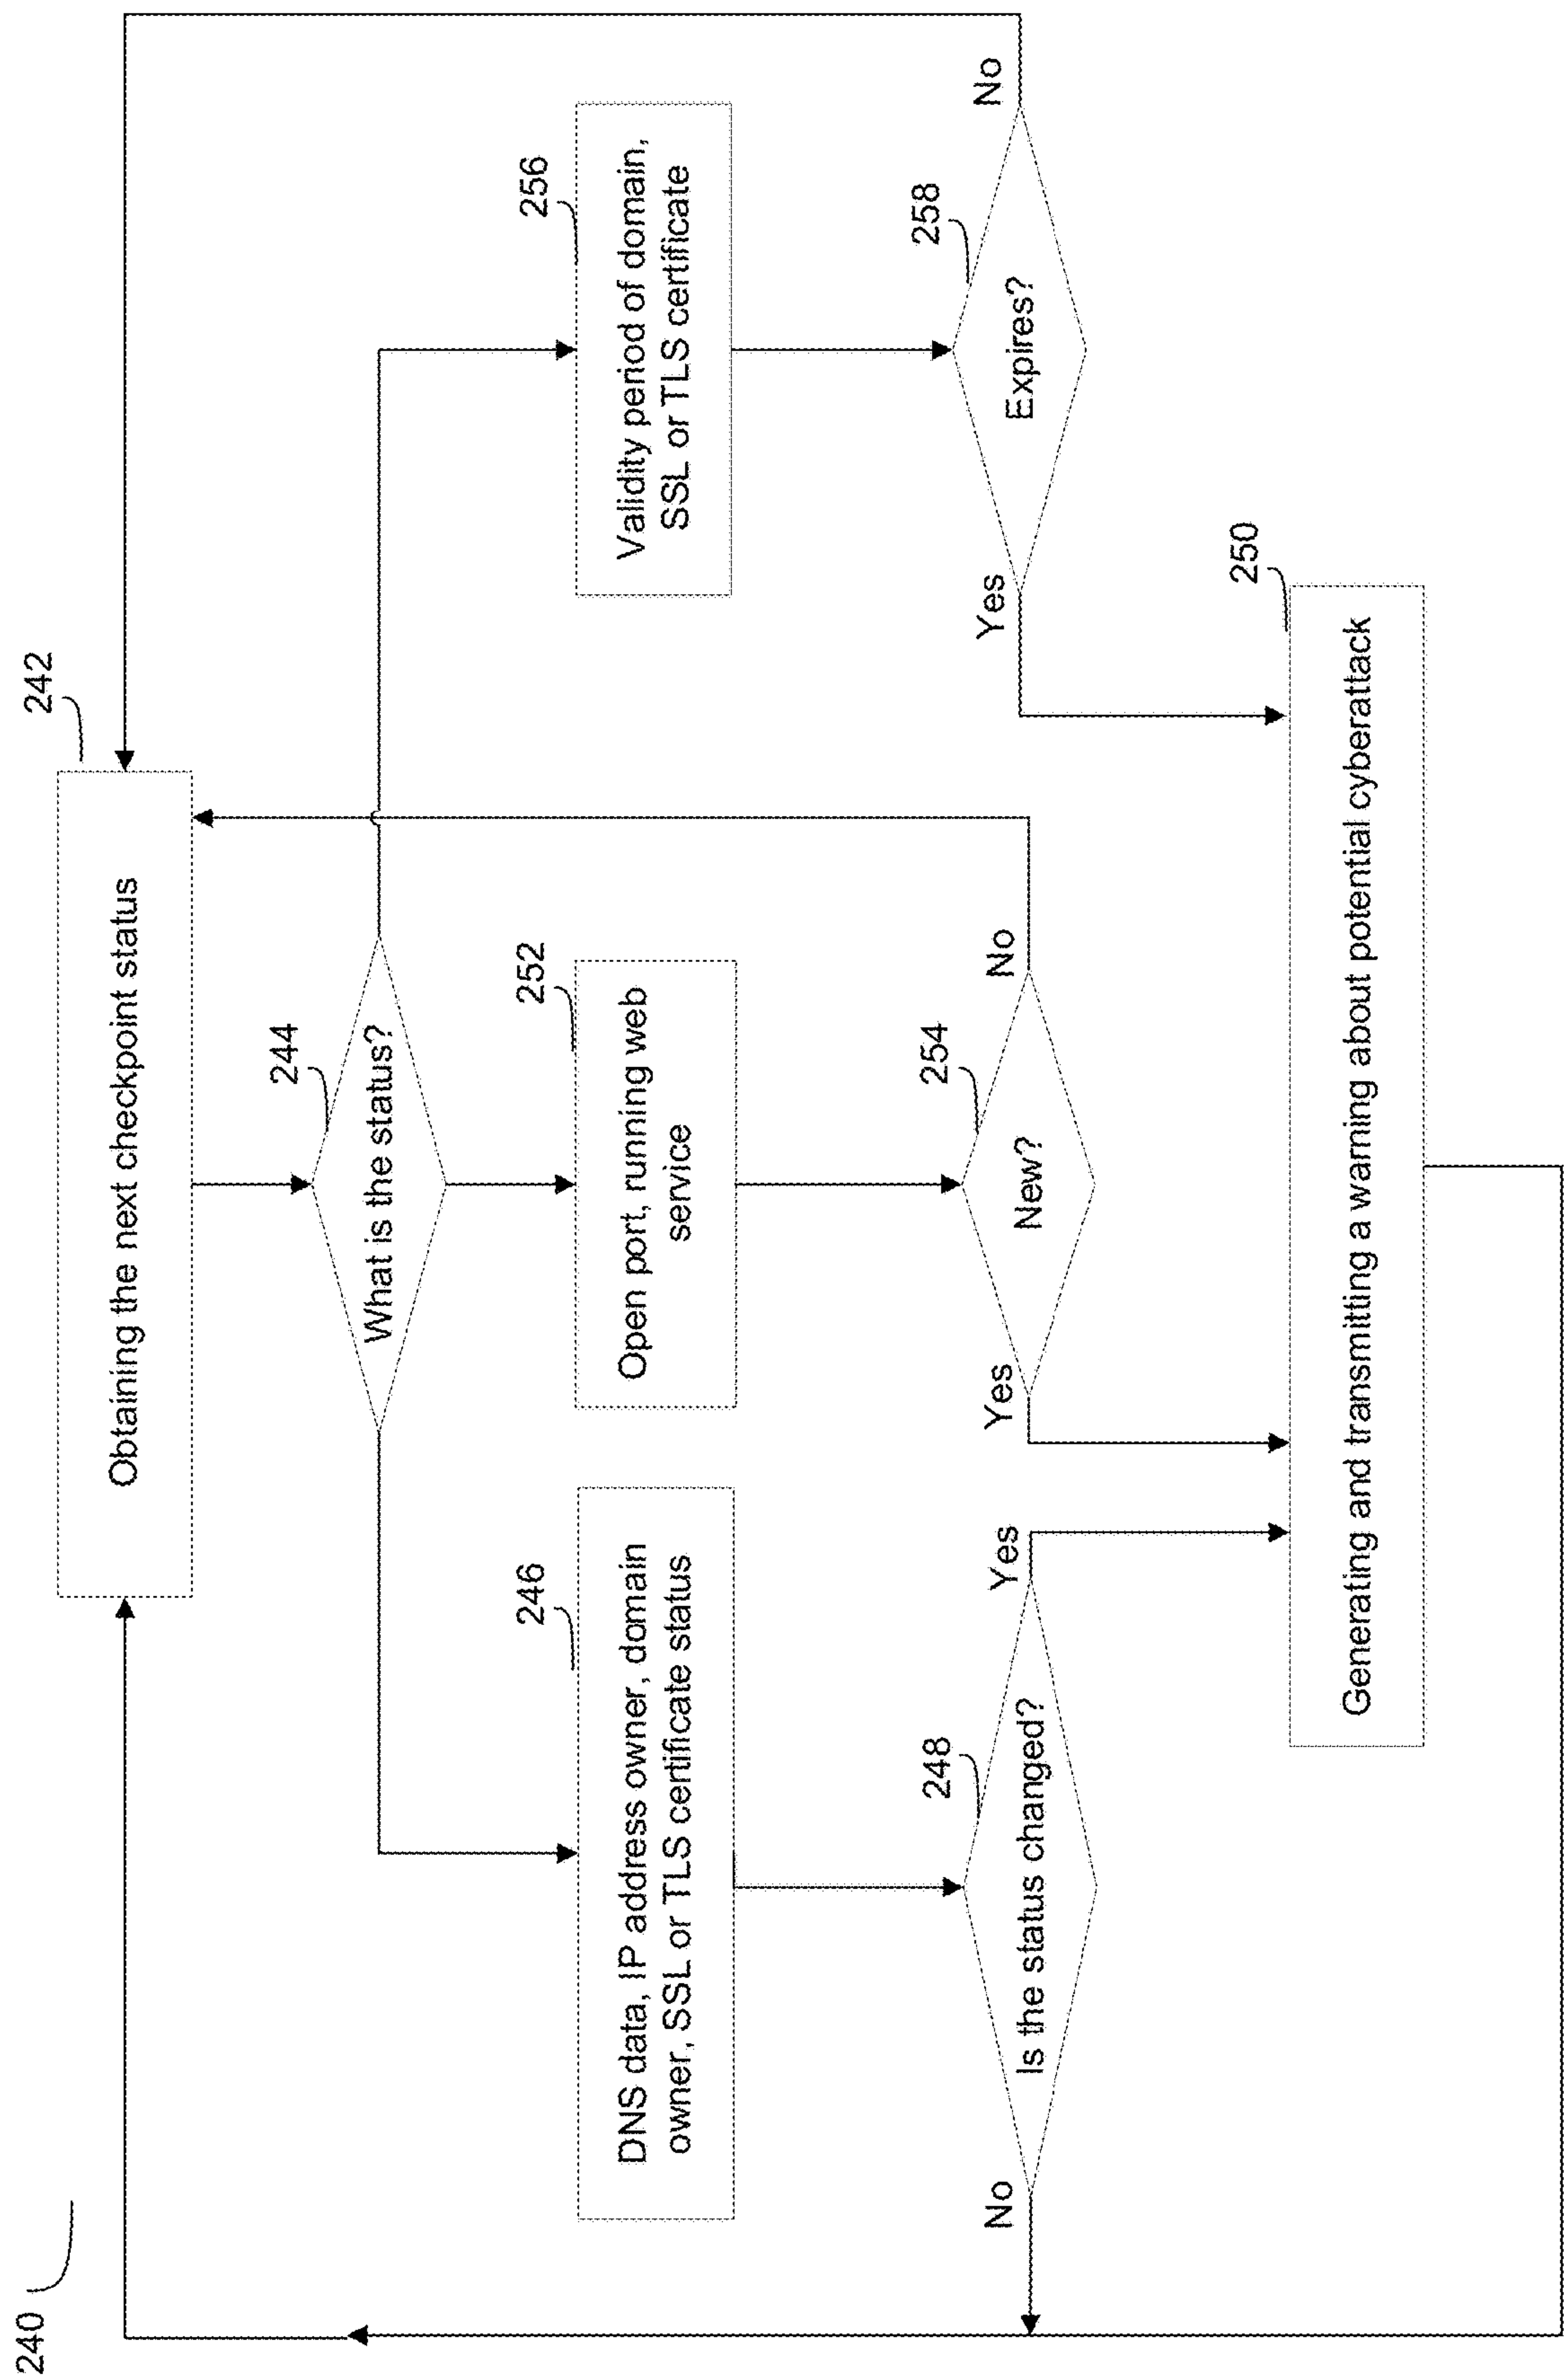 240
242
Obtaining the next checkpoint status
244
What is the status?
246
DNS data, IP address owner, domain
owner, SSL or TLS certificate status
252
Open port, running web
service
256
Validity period of domain,
SSL or TLS certificate
248
Is the status changed?
No
Yes
254
New?
Yes
No
258
Expires?
Yes
No
250
Generating and transmitting a warning about potential cyberattack